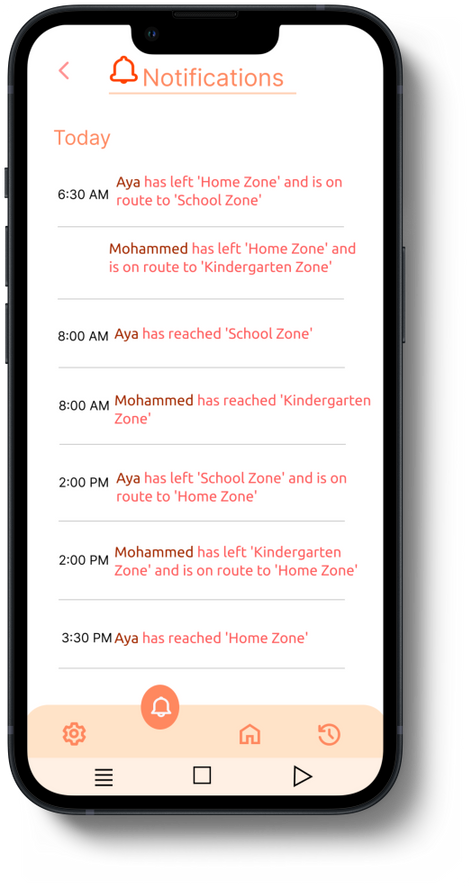 Notifications
Today
6:30 AM
Aya has left 'Home Zone' and is on
route to 'School Zone'
Mohammed has left 'Home Zone' and
is on route to 'Kindergarten Zone'
8:00 AM Aya has reached 'School Zone'
8:00 AM
Mohammed has reached 'Kindergarten
Zone'
2:00 PM
Aya has left 'School Zone' and is on
route to 'Home Zone'
2:00 PM
Mohammed has left 'Kindergarten
Zone' and is on route to 'Home Zone'
3:30 PM Aya has reached 'Home Zone'